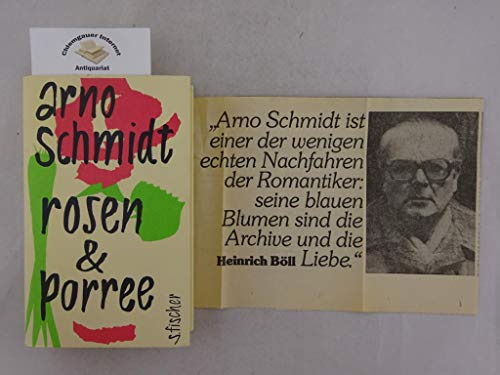 Chiemgauer Internet
Antiquariat
arno
schmidt
rosen
&
porree
s.fischer
„Arno Schmidt ist
einer der wenigen
echten Nachfahren
der Romantiker:
seine blauen
Blumen sind die
Archive und die
Heinrich Böll Liebe.“